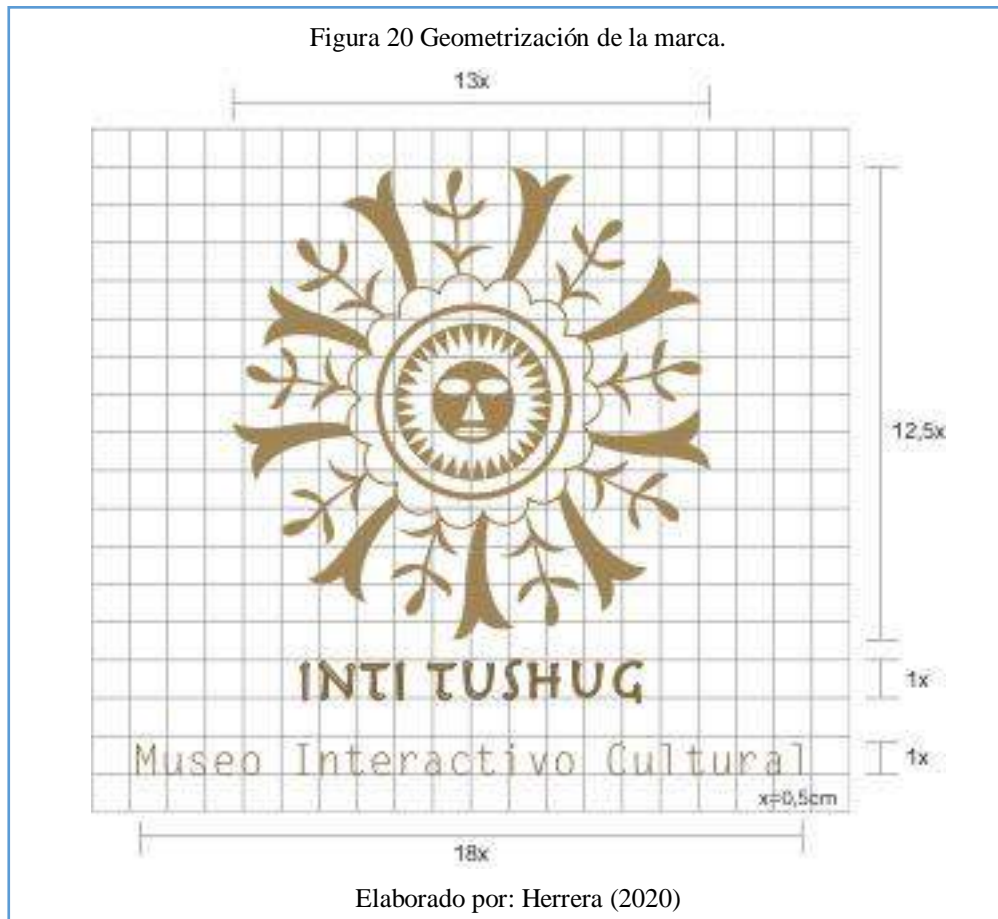 Figura 20 Geometrización de la marca.
13x
12,5x
INTI TUSHUG
1x
Museo Interactivo Cultural
1x
x=0,5cm
18x
Elaborado por: Herrera (2020)